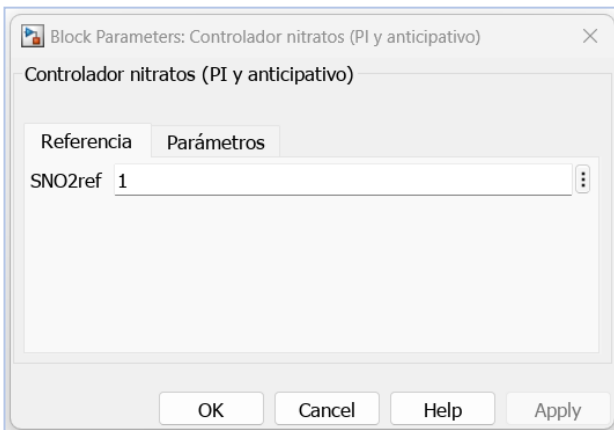 Block Parameters: Controlador nitratos (PI y anticipativo)
Controlador nitratos (PI y anticipativo)
Referencia Parámetros
SNO2ref 1
OK Cancel Help Apply